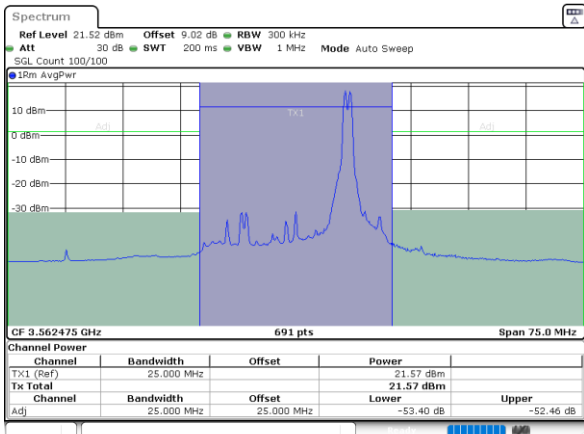 Spectrum
Ref Level 21.52 dBm Offset 9.02 dB RBW 300 kHz
Att 30 dB SWT 200 ms VBW 1 MHz Mode Auto Sweep
SGL Count 100/100
1Rm AvgPwr
10 dBm
TX1
Adj Adj
0 dBm
-10 dBm
-20 dBm
-30 dBm
CF 3.562475 GHz 691 pts Span 75.0 MHz
Channel Power
Channel Bandwidth Offset Power
TX1 (Ref) 25.000 MHz 21.57 dBm
Tx Total 21.57 dBm
Channel Bandwidth Offset Lower Upper
Adj 25.000 MHz 25.000 MHz -53.40 dB -52.46 dB